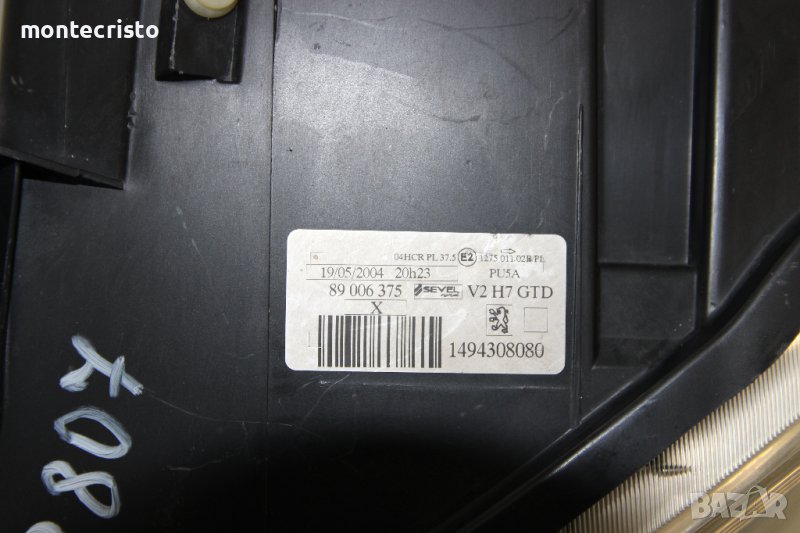 montecristo
04HCR PL 37.5 E2 1275 011.02B/PL
19/05/2004 20h23 PU5A
89 006 375 SEVEL V2 H7 GTD
X
1494308080
807
BAZAR